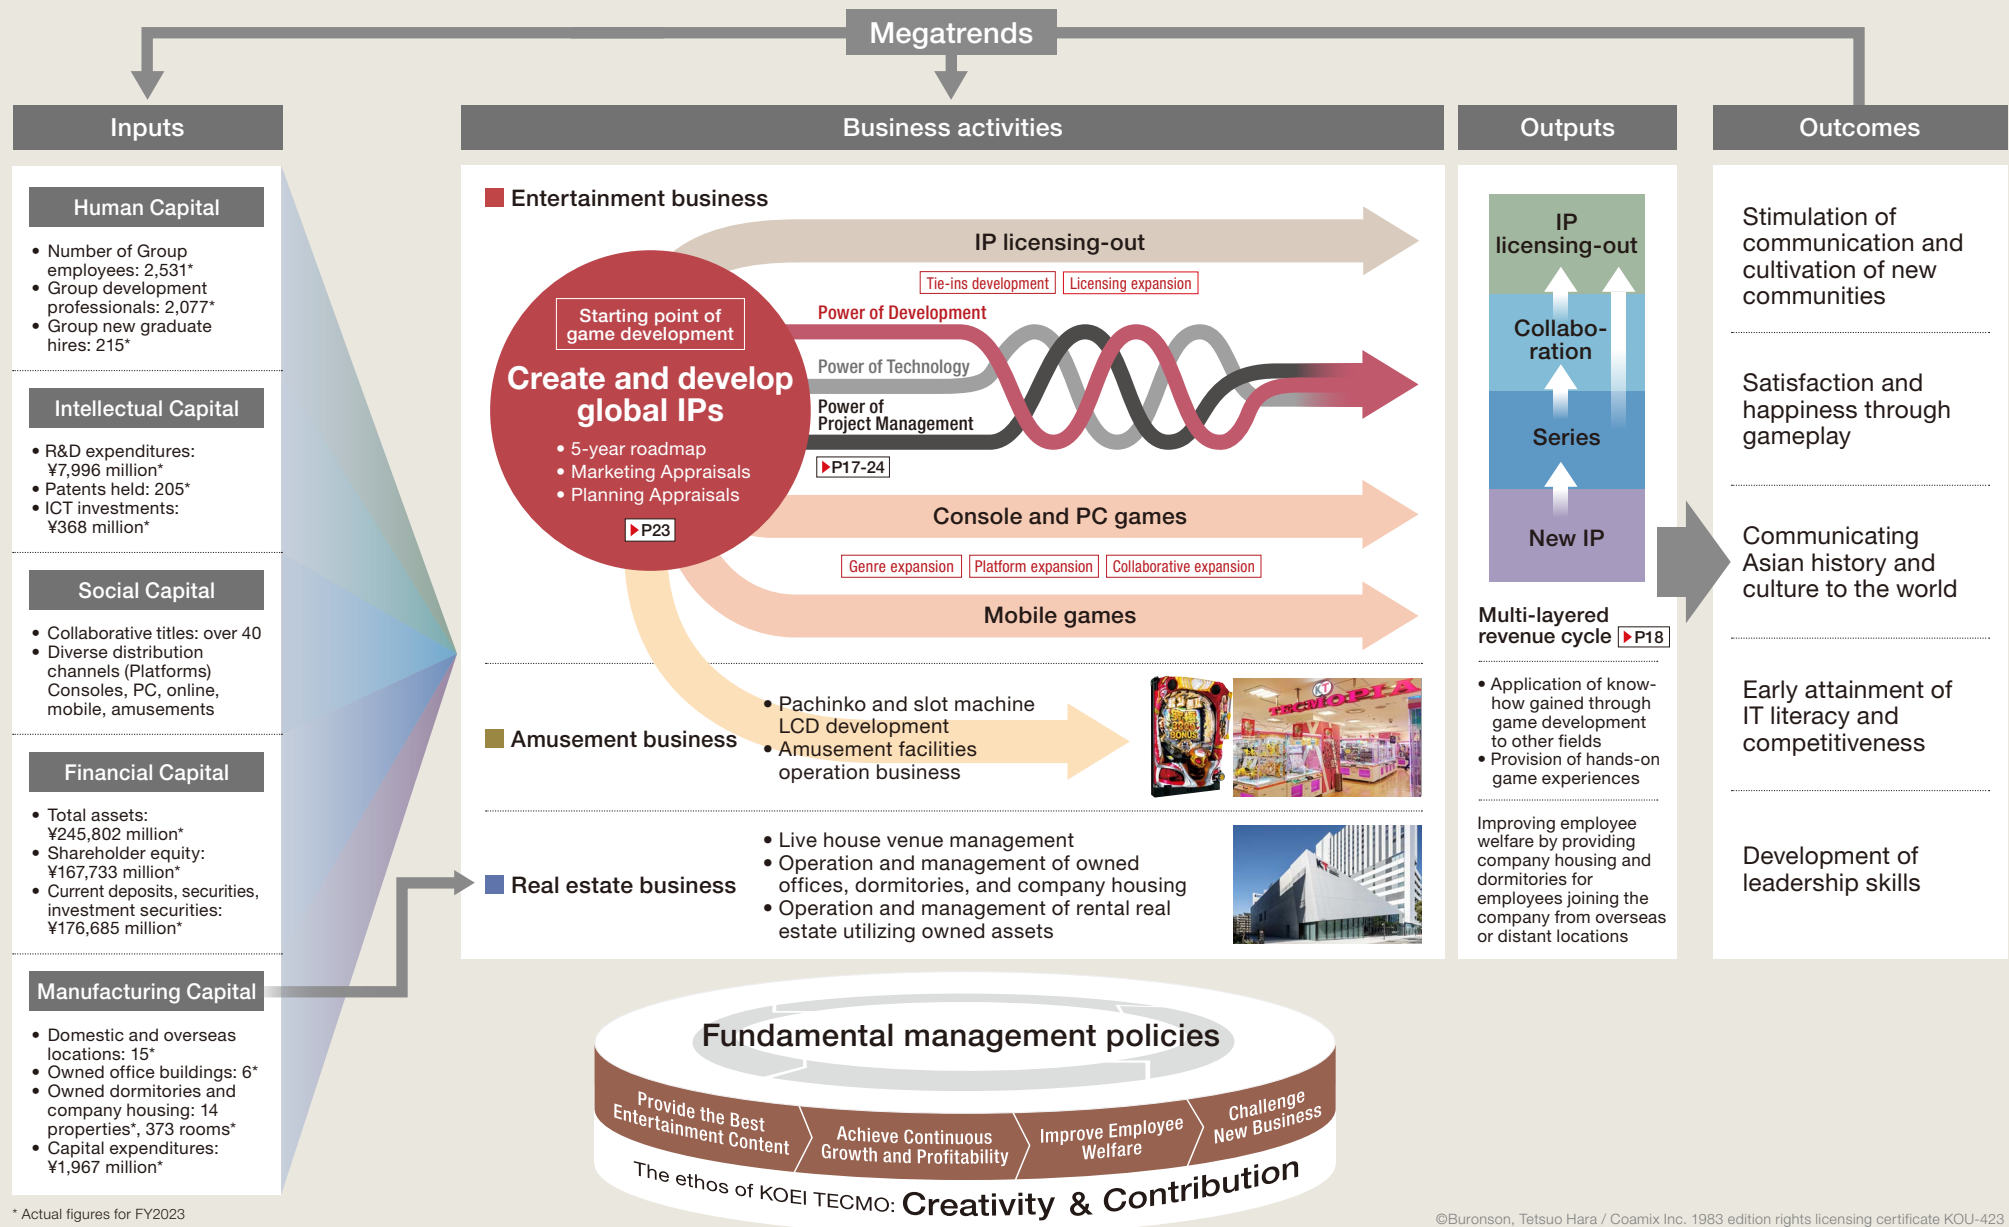 Megatrends
Inputs
Business activities
Outputs
Outcomes
Human Capital
• Number of Group
employees: 2,531*
• Group development
professionals: 2,077*
• Group new graduate
hires: 215*
Intellectual Capital
• R&D expenditures:
¥7,996 million*
• Patents held: 205*
• ICT investments:
¥368 million*
Social Capital
• Collaborative titles: over 40
• Diverse distribution
channels (Platforms)
Consoles, PC, online,
mobile, amusements
Financial Capital
• Total assets:
¥245,802 million*
• Shareholder equity:
¥167,733 million*
• Current deposits, securities,
investment securities:
¥176,685 million*
Manufacturing Capital
• Domestic and overseas
locations: 15*
• Owned office buildings: 6*
• Owned dormitories and
company housing: 14
properties*, 373 rooms*
• Capital expenditures:
¥1,967 million*
* Actual figures for FY2023
Entertainment business
Starting point of
game development
Create and develop
global IPs
• 5-year roadmap
• Marketing Appraisals
• Planning Appraisals
P23
IP licensing-out
Tie-ins development
Licensing expansion
Power of Development
Power of Technology
Power of
Project Management
P17-24
Console and PC games
Genre expansion
Platform expansion
Collaborative expansion
Mobile games
Amusement business
• Pachinko and slot machine
LCD development
• Amusement facilities
operation business
BONUS
KT
TECMOPIA
Real estate business
• Live house venue management
• Operation and management of owned
offices, dormitories, and company housing
• Operation and management of rental real
estate utilizing owned assets
KT
IP
licensing-out
Collabo-
ration
Series
New IP
Multi-layered
revenue cycle P18
• Application of know-
how gained through
game development
to other fields
• Provision of hands-on
game experiences
Improving employee
welfare by providing
company housing and
dormitories for
employees joining the
company from overseas
or distant locations
Stimulation of
communication and
cultivation of new
communities
Satisfaction and
happiness through
gameplay
Communicating
Asian history and
culture to the world
Early attainment of
IT literacy and
competitiveness
Development of
leadership skills
Fundamental management policies
Provide the Best
Entertainment Content
Achieve Continuous
Growth and Profitability
Improve Employee
Welfare
Challenge
New Business
The ethos of KOEI TECMO: Creativity & Contribution
©Buronson, Tetsuo Hara / Coamix Inc. 1983 edition rights licensing certificate KOU-423